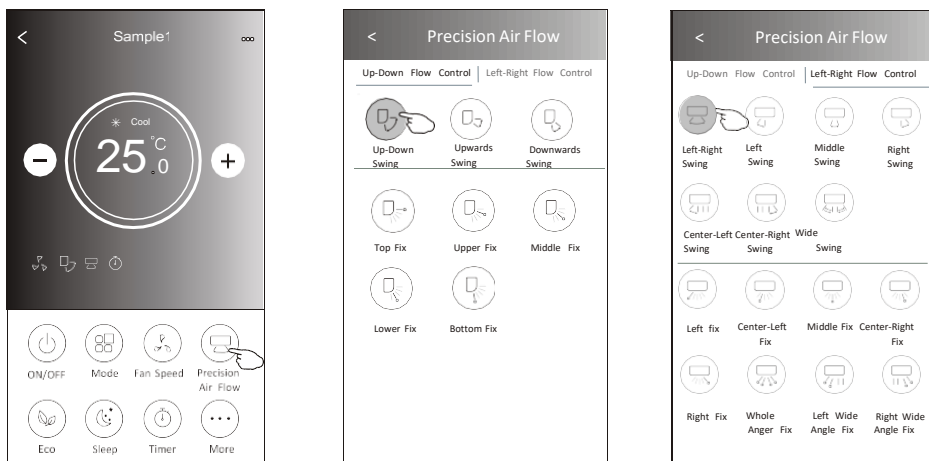 < Sample1 ooo
Cool
25.0 °C
− +
ON/OFF Mode Fan Speed Precision
Air Flow
Eco Sleep Timer More
< Precision Air Flow
Up-Down Flow Control | Left-Right Flow Control
Up-Down Upwards Downwards
Swing Swing Swing
Top Fix Upper Fix Middle Fix
Lower Fix Bottom Fix
< Precision Air Flow
Up-Down Flow Control | Left-Right Flow Control
Left-Right Left Middle Right
Swing Swing Swing Swing
Center-Left Center-Right Wide
Swing Swing Swing
Left fix Center-Left Middle Fix Center-Right
Fix Fix
Right Fix Whole Left Wide Right Wide
Anger Fix Angle Fix Angle Fix